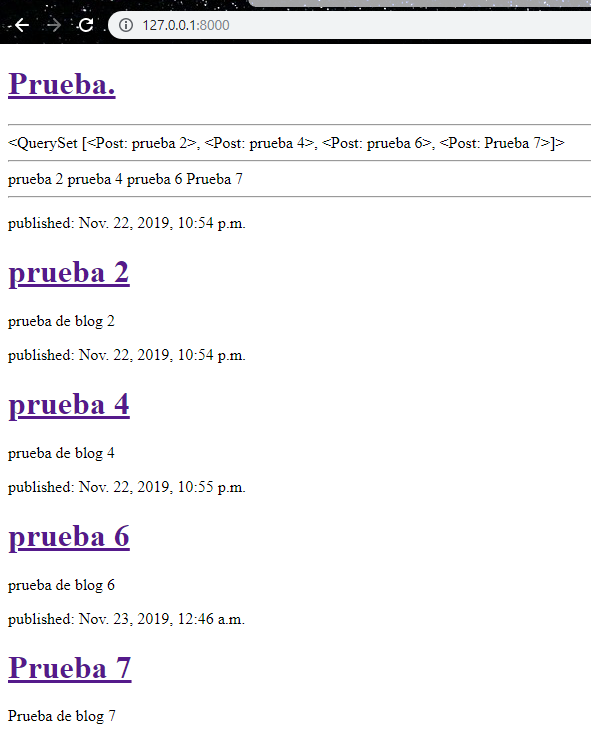 127.0.0.1:8000
Prueba.
<QuerySet [<Post: prueba 2>, <Post: prueba 4>, <Post: prueba 6>, <Post: Prueba 7>]>
prueba 2 prueba 4 prueba 6 Prueba 7
published: Nov. 22, 2019, 10:54 p.m.
prueba 2
prueba de blog 2
published: Nov. 22, 2019, 10:54 p.m.
prueba 4
prueba de blog 4
published: Nov. 22, 2019, 10:55 p.m.
prueba 6
prueba de blog 6
published: Nov. 23, 2019, 12:46 a.m.
Prueba 7
Prueba de blog 7